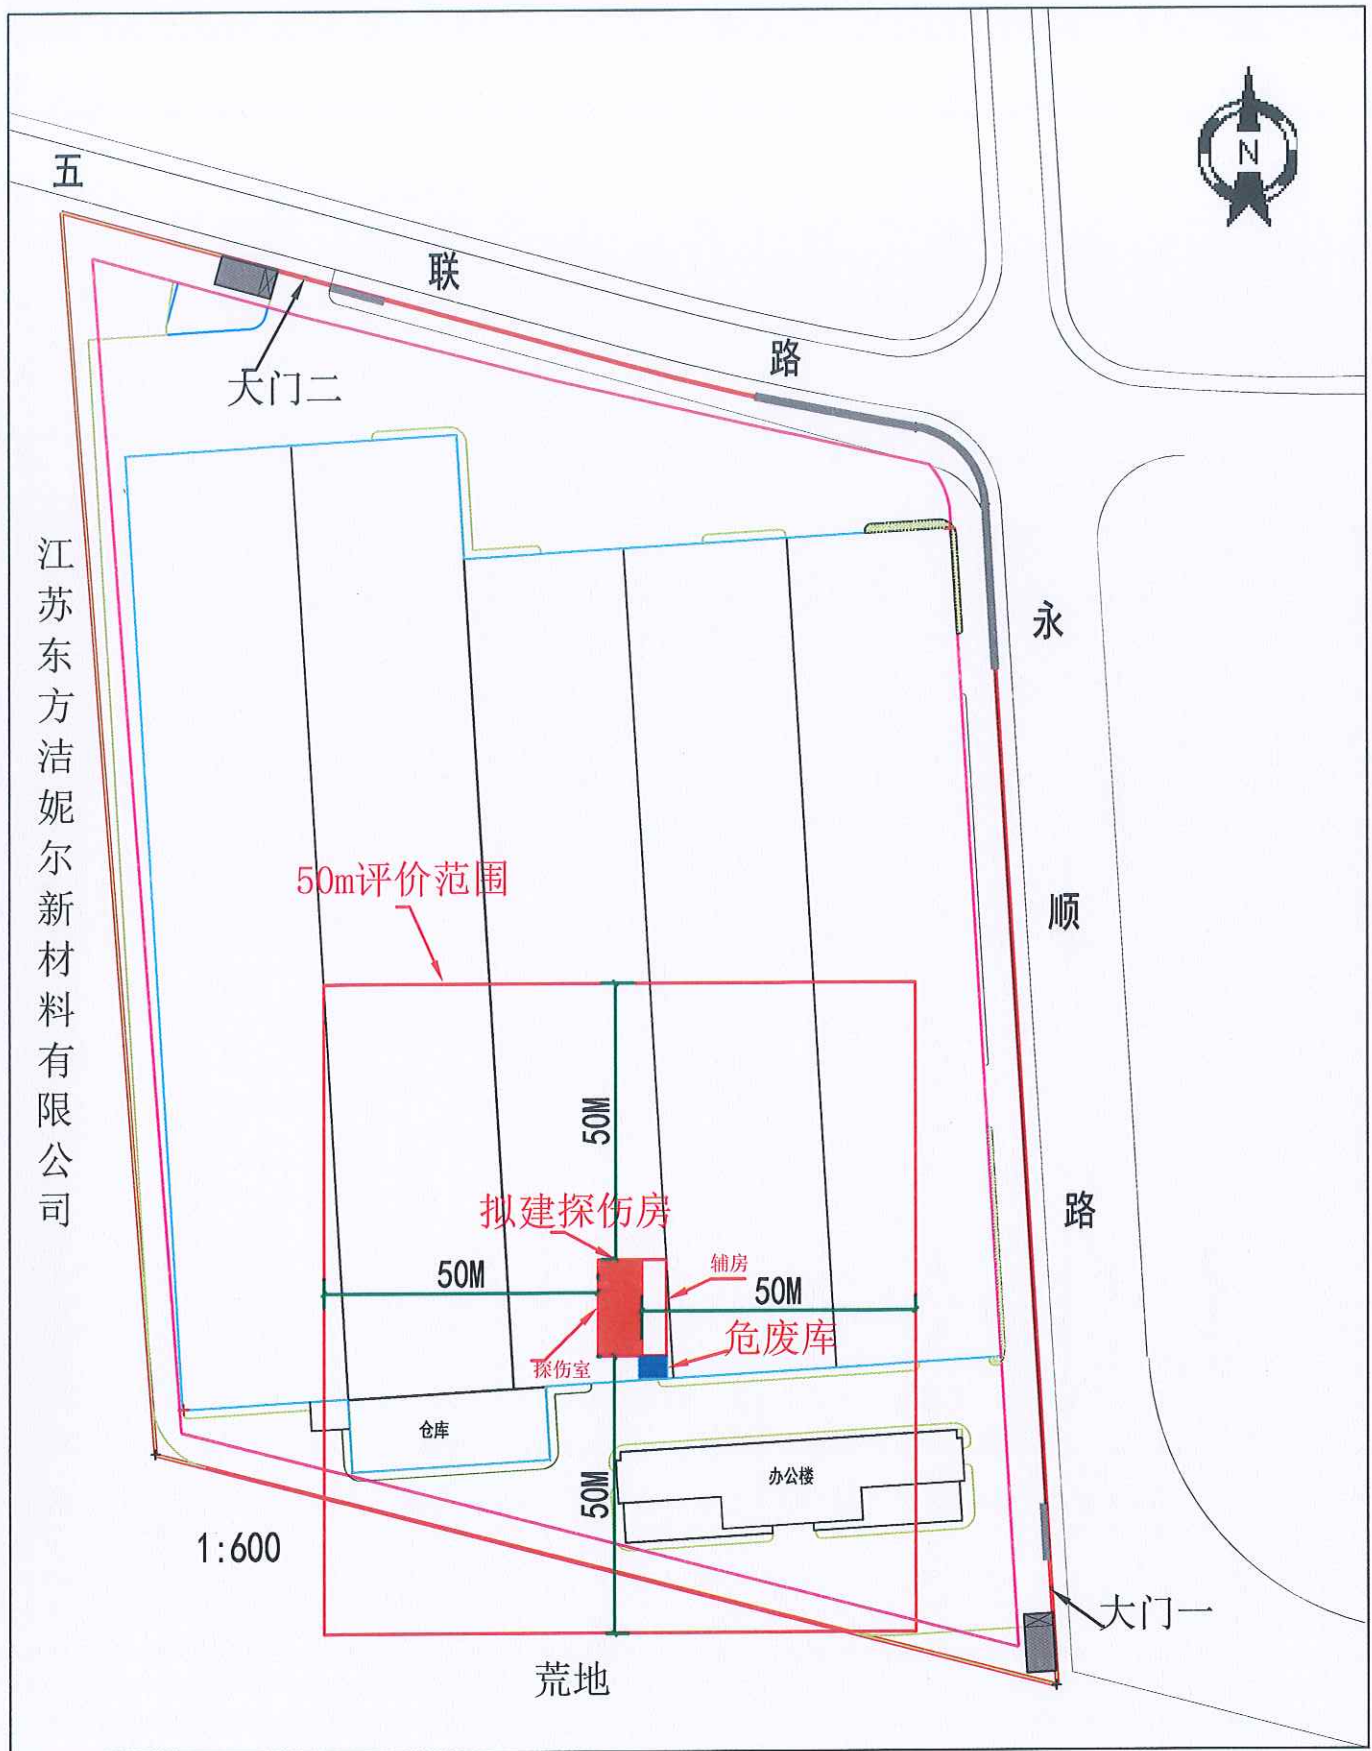 五联路
N
大门二
江苏东方洁妮尔新材料有限公司
永顺路
50m评价范围
50M
拟建探伤房
50M
辅房
50M
危废库
探伤室
仓库
办公楼
50M
1:600
大门一
荒地